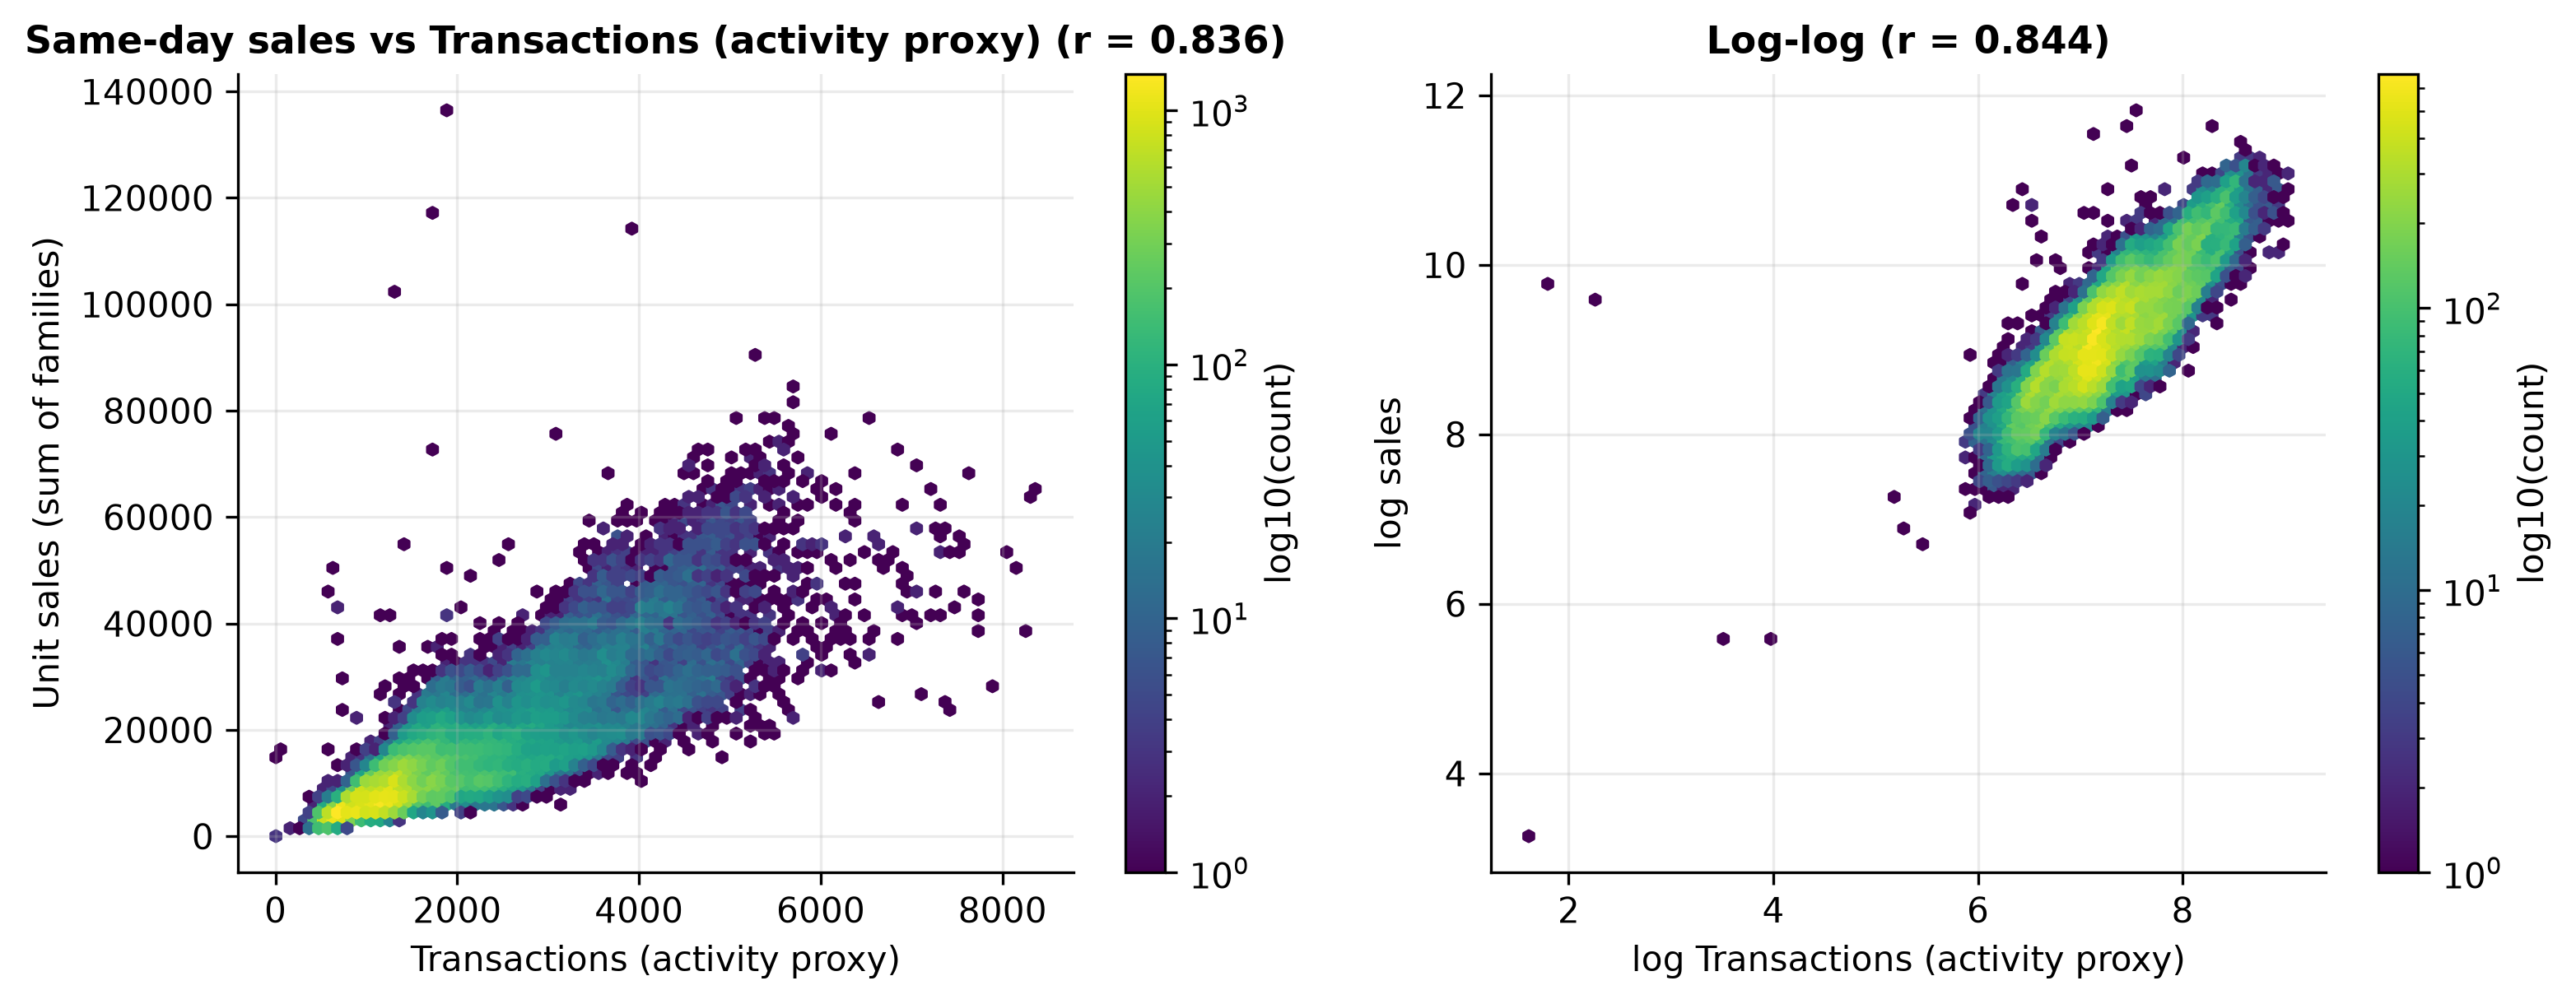 Same-day sales vs Transactions (activity proxy) (r = 0.836)
140000
120000
100000
80000
60000
40000
20000
0
Unit sales (sum of families)
0 2000 4000 6000 8000
Transactions (activity proxy)
10³
10²
10¹
10⁰
log10(count)
Log-log (r = 0.844)
12
10
8
6
4
log sales
2 4 6 8
log Transactions (activity proxy)
10²
10¹
10⁰
log10(count)